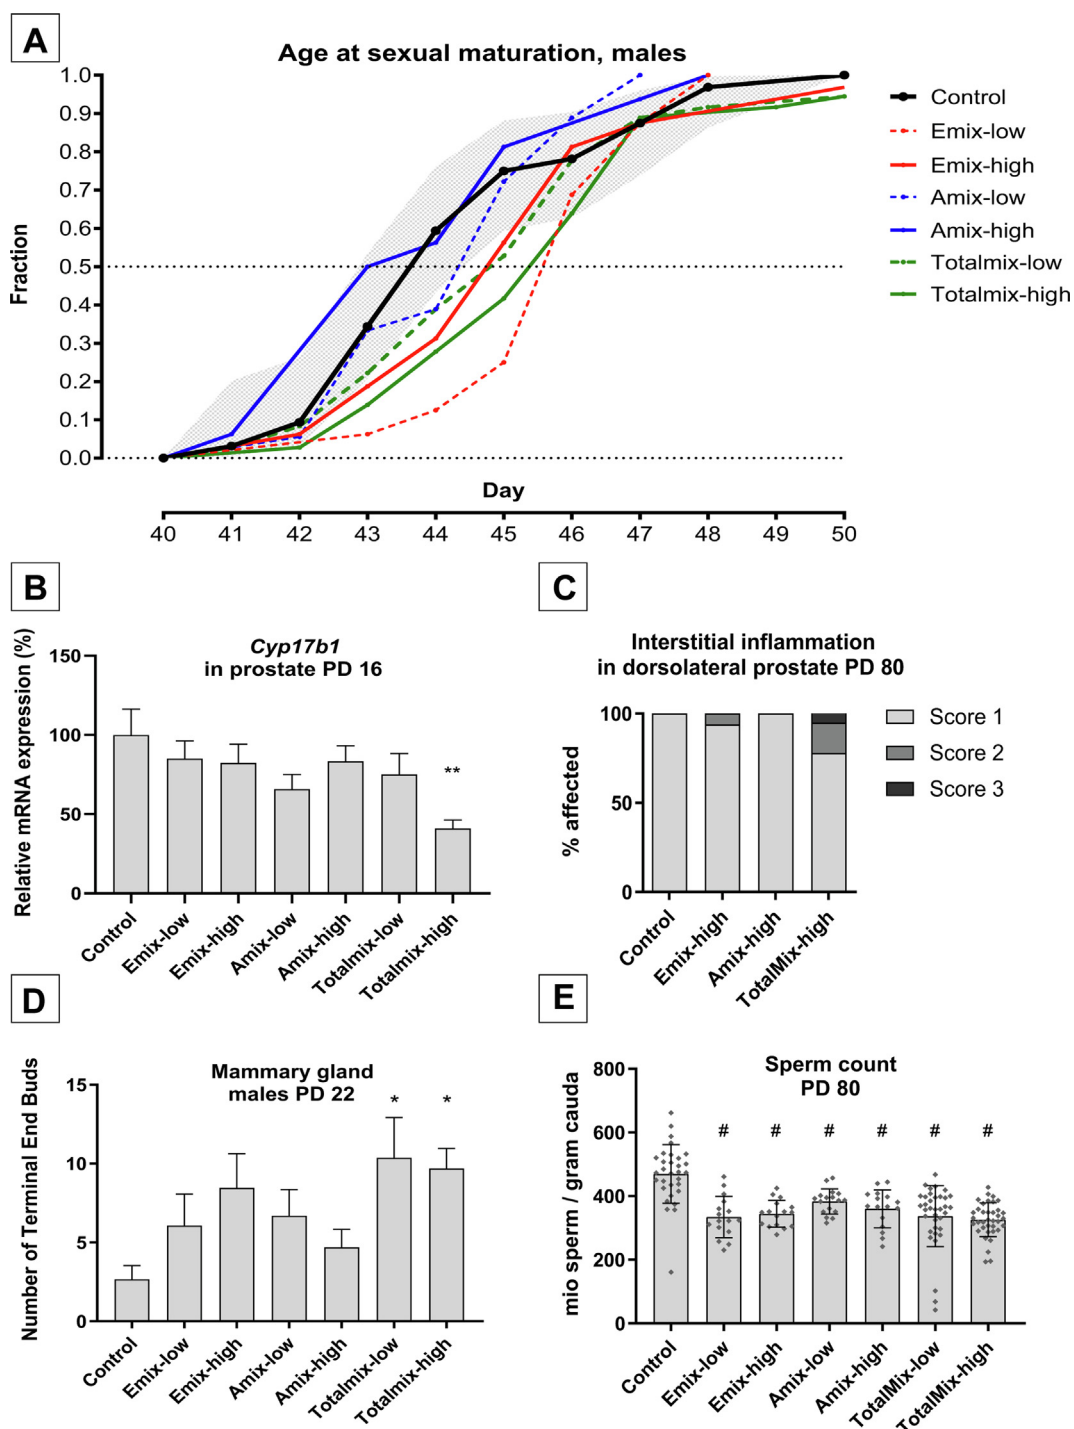 A
Age at sexual maturation, males
Fraction
1.0
0.9
0.8
0.7
0.6
0.5
0.4
0.3
0.2
0.1
0.0
Day
40 41 42 43 44 45 46 47 48 49 50
Control
Emix-low
Emix-high
Amix-low
Amix-high
Totalmix-low
Totalmix-high
B
Cyp17b1
in prostate PD 16
Relative mRNA expression (%)
150
100
50
0
**
Control
Emix-low
Emix-high
Amix-low
Amix-high
Totalmix-low
Totalmix-high
C
Interstitial inflammation
in dorsolateral prostate PD 80
% affected
100
50
0
Control
Emix-high
Amix-high
TotalMix-high
Score 1
Score 2
Score 3
D
Mammary gland
males PD 22
Number of Terminal End Buds
15
10
5
0
* *
Control
Emix-low
Emix-high
Amix-low
Amix-high
Totalmix-low
Totalmix-high
E
Sperm count
PD 80
mio sperm / gram cauda
800
600
400
200
0
# # # # # #
Control
Emix-low
Emix-high
Amix-low
Amix-high
TotalMix-low
TotalMix-high